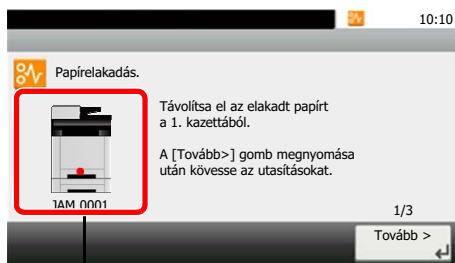 10:10
Papírelakadás.
Távolítsa el az elakadt papírt
a 1. kazettából.
A [Tovább>] gomb megnyomása
után kövesse az utasításokat.
JAM 0001
1/3
Tovább >